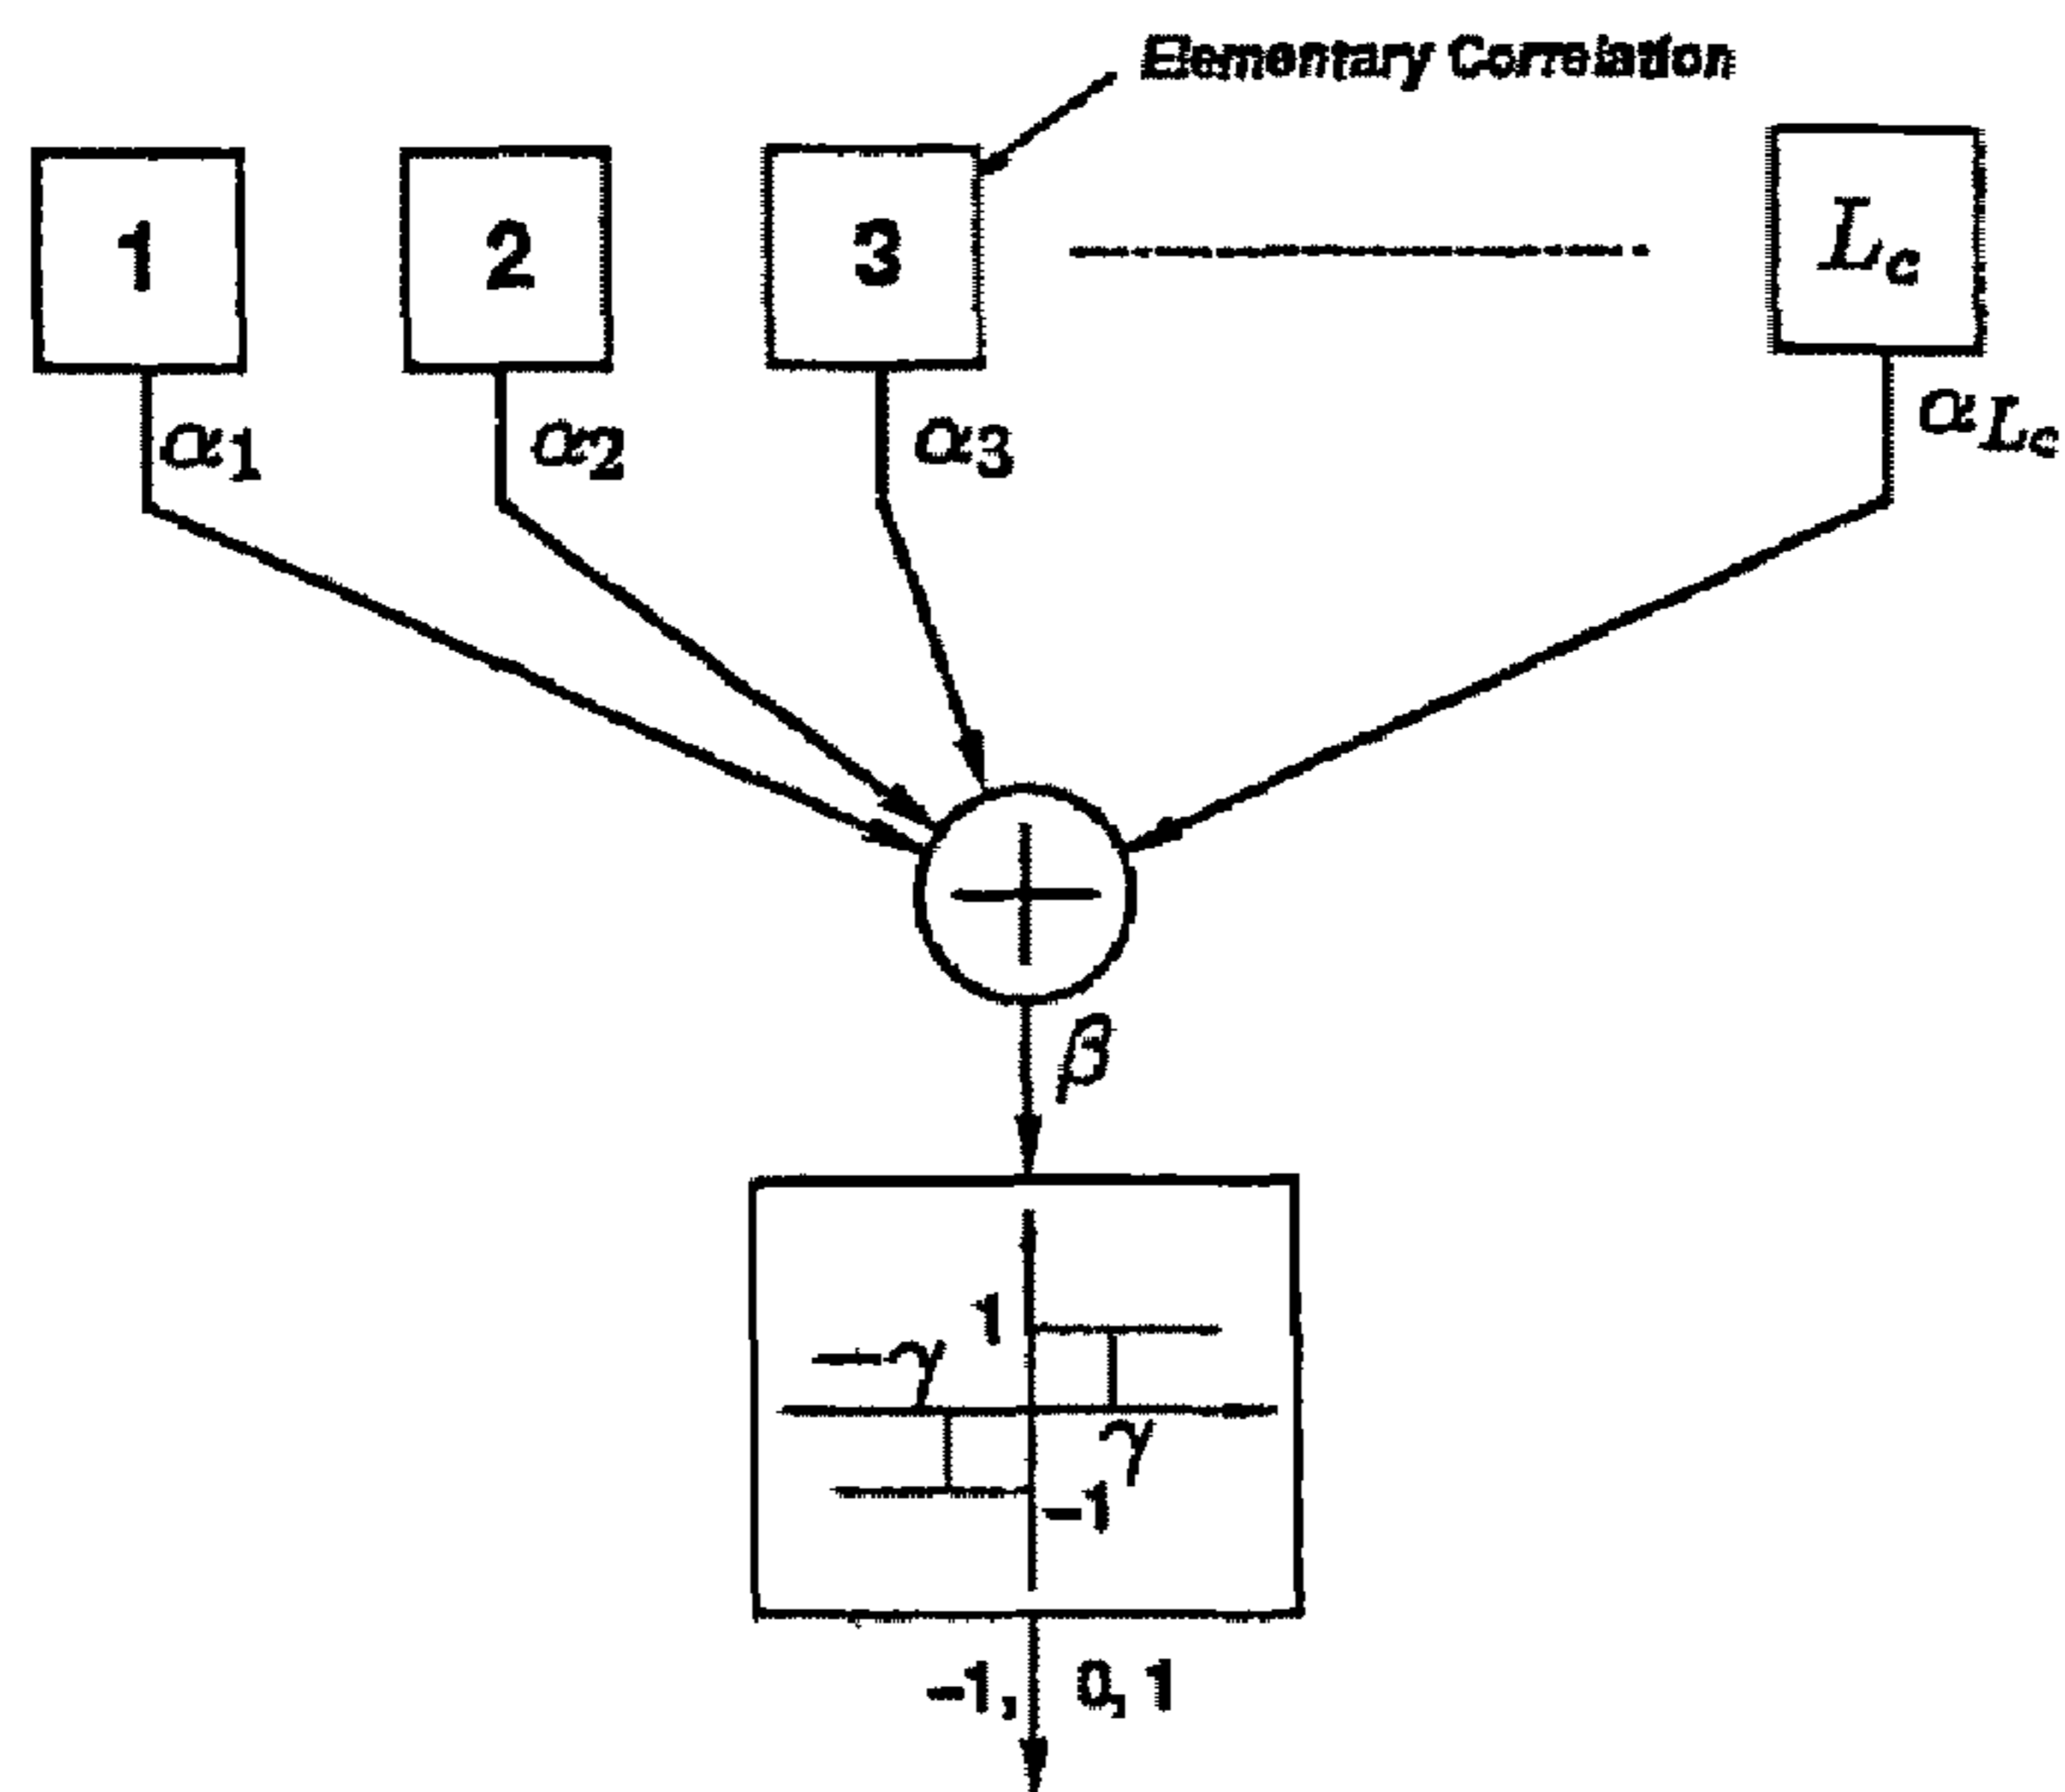 Elementary Correlation
1 2 3 L_c
α_1 α_2 α_3 α_{L_c}
β
1
-γ
γ
-1
-1, 0, 1